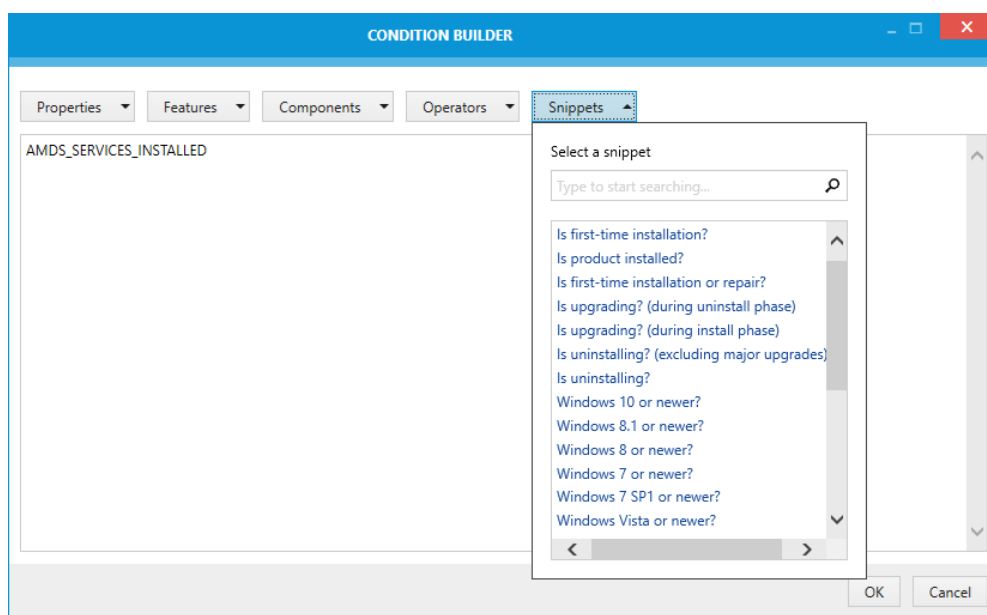 CONDITION BUILDER
Properties
Features
Components
Operators
Snippets
AMDS_SERVICES_INSTALLED
Select a snippet
Type to start searching...
Is first-time installation?
Is product installed?
Is first-time installation or repair?
Is upgrading? (during uninstall phase)
Is upgrading? (during install phase)
Is uninstalling? (excluding major upgrades)
Is uninstalling?
Windows 10 or newer?
Windows 8.1 or newer?
Windows 8 or newer?
Windows 7 or newer?
Windows 7 SP1 or newer?
Windows Vista or newer?
OK
Cancel